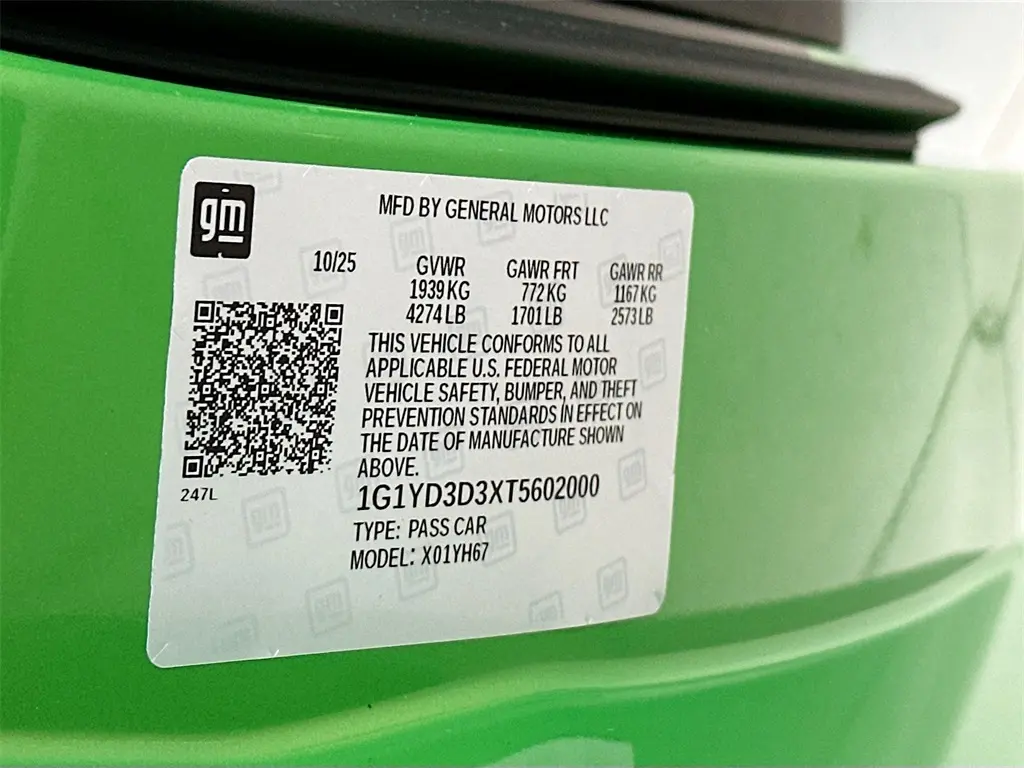 gm
MFD BY GENERAL MOTORS LLC
10/25 GVWR GAWR FRT GAWR RR
1939 KG 772 KG 1167 KG
4274 LB 1701 LB 2573 LB
THIS VEHICLE CONFORMS TO ALL
APPLICABLE U.S. FEDERAL MOTOR
VEHICLE SAFETY, BUMPER, AND THEFT
PREVENTION STANDARDS IN EFFECT ON
THE DATE OF MANUFACTURE SHOWN
ABOVE.
247L
1G1YD3D3XT5602000
TYPE: PASS CAR
MODEL: X01YH67